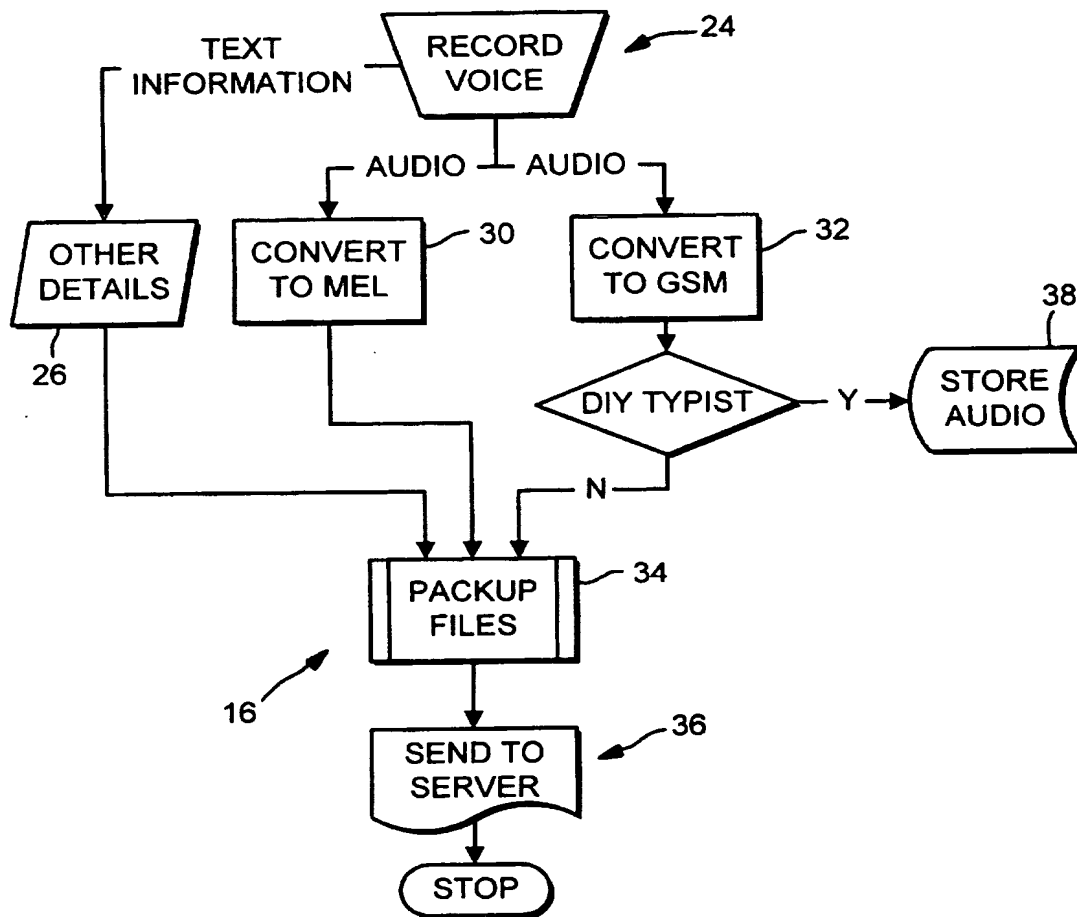 RECORD
VOICE
24
TEXT
INFORMATION
AUDIO AUDIO
OTHER
DETAILS
26
CONVERT
TO MEL
30
CONVERT
TO GSM
32
DIY TYPIST
Y
STORE
AUDIO
38
N
PACKUP
FILES
34
16
SEND TO
SERVER
36
STOP